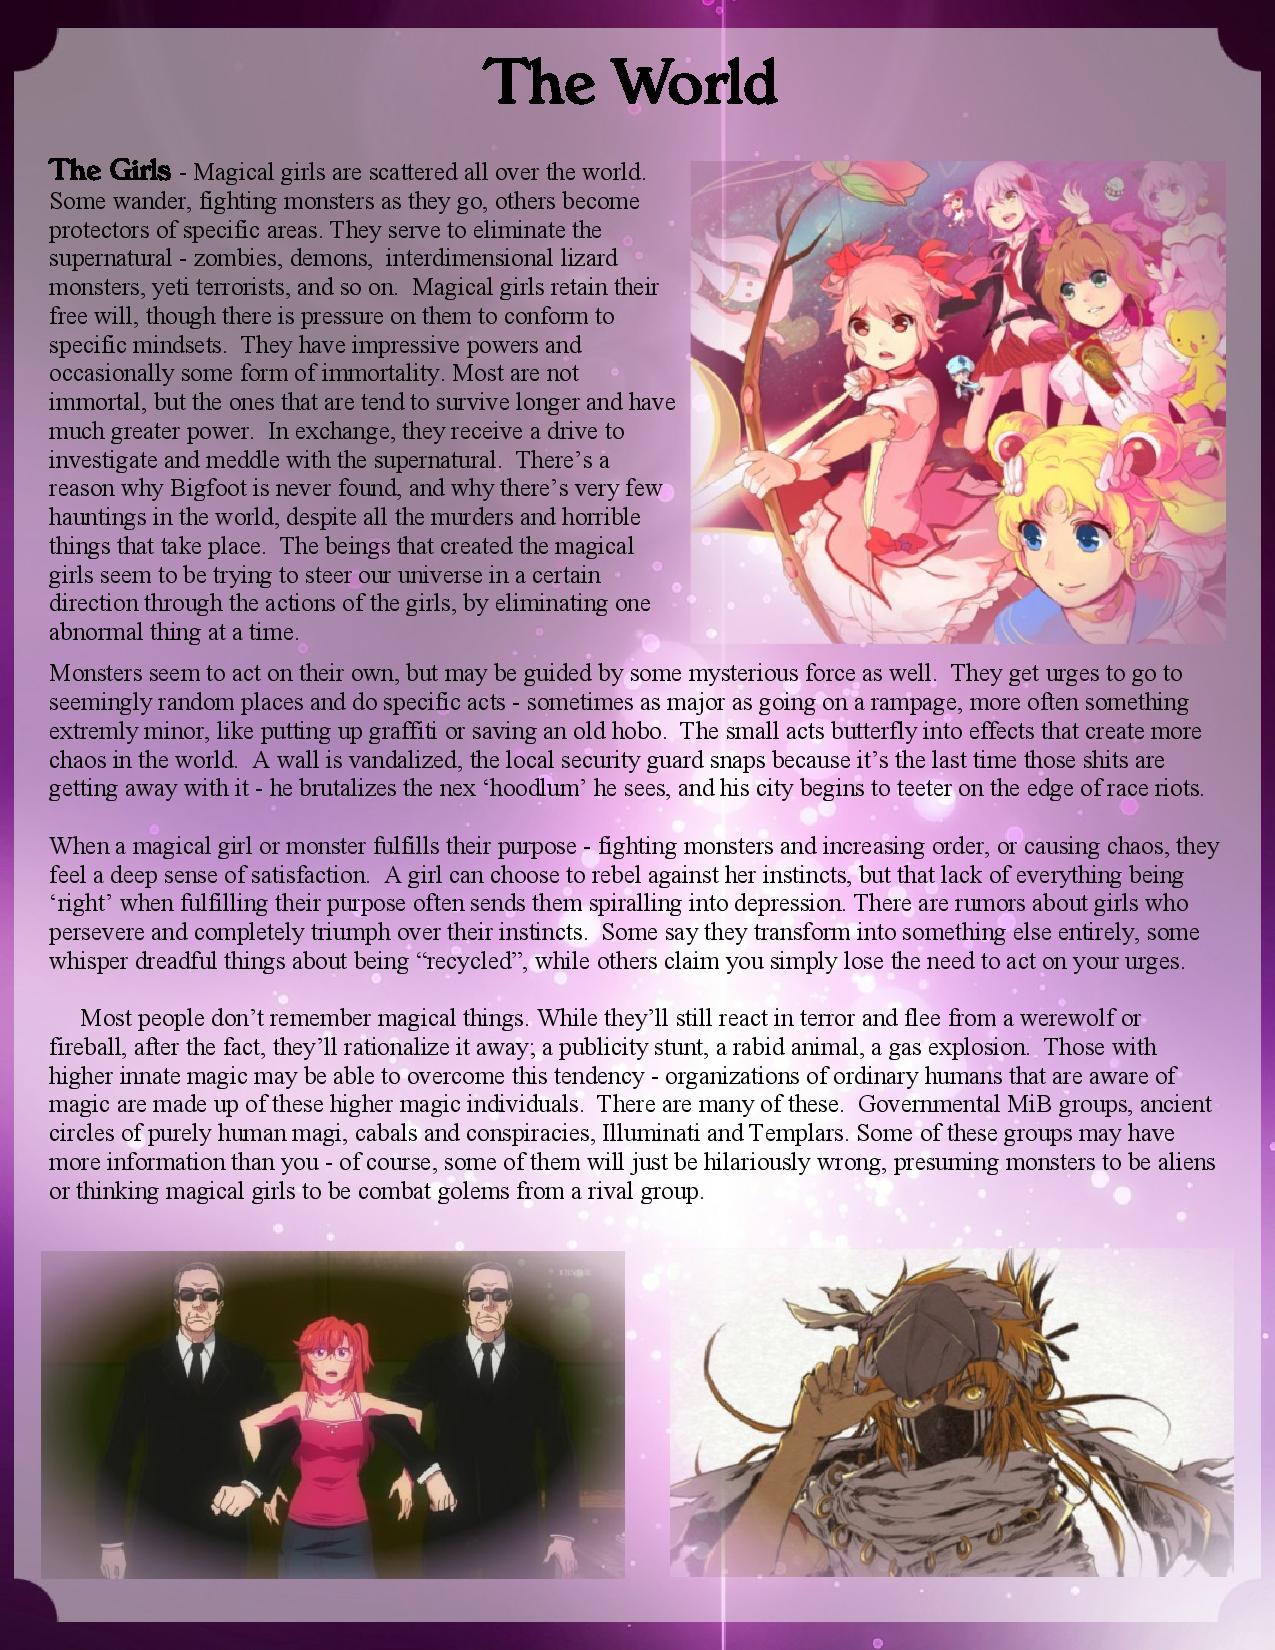 The World
The Girls - Magical girls are scattered all over the world.
Some wander, fighting monsters as they go, others become
protectors of specific areas. They serve to eliminate the
supernatural - zombies, demons,  interdimensional lizard
monsters, yeti terrorists, and so on.   Magical girls retain their
free will, though there is pressure on them to conform to
specific mindsets.  They have impressive powers and
occasionally some form of immortality. Most are not
immortal, but the ones that are tend to survive longer and have
much greater power.  In exchange, they receive a drive to
investigate and meddle with the supernatural.  There’s a
reason why Bigfoot is never found, and why there’s very few
hauntings in the world, despite all the murders and horrible
things that take place.  The beings that created the magical
girls seem to be trying to steer our universe in a certain
direction through the actions of the girls, by eliminating one
abnormal thing at a time.
Monsters seem to act on their own, but may be guided by some mysterious force as well.  They get urges to go to
seemingly random places and do specific acts - sometimes as major as going on a rampage, more often something
extremly minor, like putting up graffiti or saving an old hobo.  The small acts butterfly into effects that create more
chaos in the world.  A wall is vandalized, the local security guard snaps because it’s the last time those shits are
getting away with it - he brutalizes the nex ‘hoodlum’ he sees, and his city begins to teeter on the edge of race riots.
When a magical girl or monster fulfills their purpose - fighting monsters and increasing order, or causing chaos, they
feel a deep sense of satisfaction.  A girl can choose to rebel against her instincts, but that lack of everything being
‘right’ when fulfilling their purpose often sends them spiralling into depression. There are rumors about girls who
persevere and completely triumph over their instincts.  Some say they transform into something else entirely, some
whisper dreadful things about being “recycled”, while others claim you simply lose the need to act on your urges.
Most people don’t remember magical things. While they’ll still react in terror and flee from a werewolf or
fireball, after the fact, they’ll rationalize it away; a publicity stunt, a rabid animal, a gas explosion.  Those with
higher innate magic may be able to overcome this tendency - organizations of ordinary humans that are aware of
magic are made up of these higher magic individuals.  There are many of these.  Governmental MiB groups, ancient
circles of purely human magi, cabals and conspiracies, Illuminati and Templars. Some of these groups may have
more information than you - of course, some of them will just be hilariously wrong, presuming monsters to be aliens
or thinking magical girls to be combat golems from a rival group.